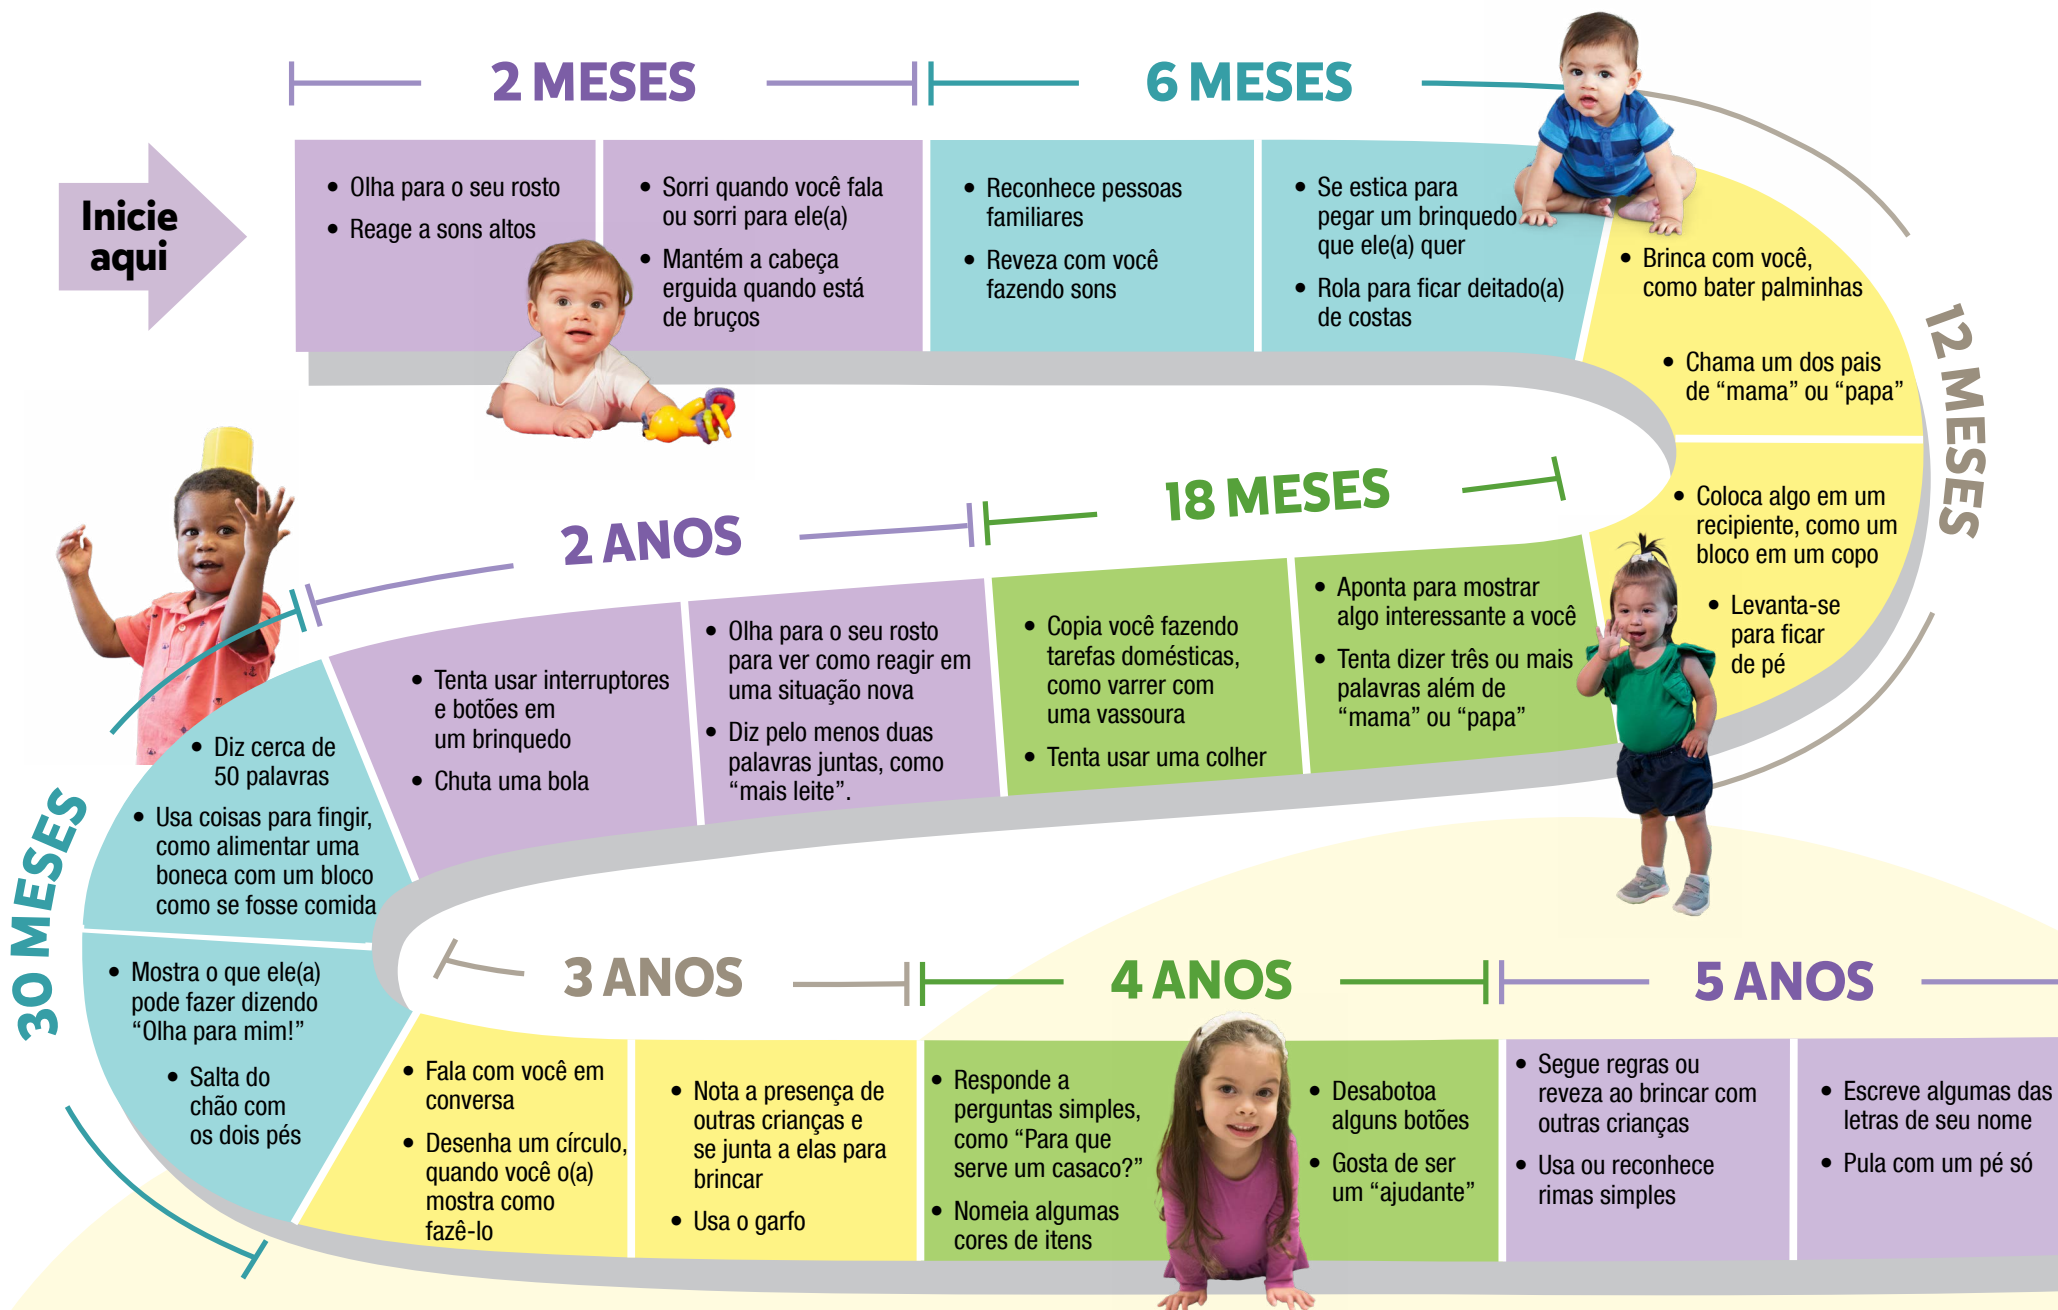 Inicie
aqui
2 MESES
• Olha para o seu rosto
• Reage a sons altos
• Sorri quando você fala
ou sorri para ele(a)
• Mantém a cabeça
erguida quando está
de bruços
6 MESES
• Reconhece pessoas
familiares
• Reveza com você
fazendo sons
• Se estica para
pegar um brinquedo
que ele(a) quer
• Rola para ficar deitado(a)
de costas
12 MESES
• Brinca com você,
como bater palminhas
• Chama um dos pais
de “mama” ou “papa”
• Coloca algo em um
recipiente, como um
bloco em um copo
• Levanta-se
para ficar
de pé
18 MESES
• Aponta para mostrar
algo interessante a você
• Tenta dizer três ou mais
palavras além de
“mama” ou “papa”
• Copia você fazendo
tarefas domésticas,
como varrer com
uma vassoura
• Tenta usar uma colher
2 ANOS
• Olha para o seu rosto
para ver como reagir em
uma situação nova
• Diz pelo menos duas
palavras juntas, como
“mais leite”.
• Tenta usar interruptores
e botões em
um brinquedo
• Chuta uma bola
30 MESES
• Diz cerca de
50 palavras
• Usa coisas para fingir,
como alimentar uma
boneca com um bloco
como se fosse comida
• Mostra o que ele(a)
pode fazer dizendo
“Olha para mim!”
• Salta do
chão com
os dois pés
3 ANOS
• Fala com você em
conversa
• Desenha um círculo,
quando você o(a)
mostra como
fazê-lo
• Nota a presença de
outras crianças e
se junta a elas para
brincar
• Usa o garfo
4 ANOS
• Responde a
perguntas simples,
como “Para que
serve um casaco?”
• Nomeia algumas
cores de itens
• Desabotoa
alguns botões
• Gosta de ser
um “ajudante”
5 ANOS
• Segue regras ou
reveza ao brincar com
outras crianças
• Usa ou reconhece
rimas simples
• Escreve algumas das
letras de seu nome
• Pula com um pé só